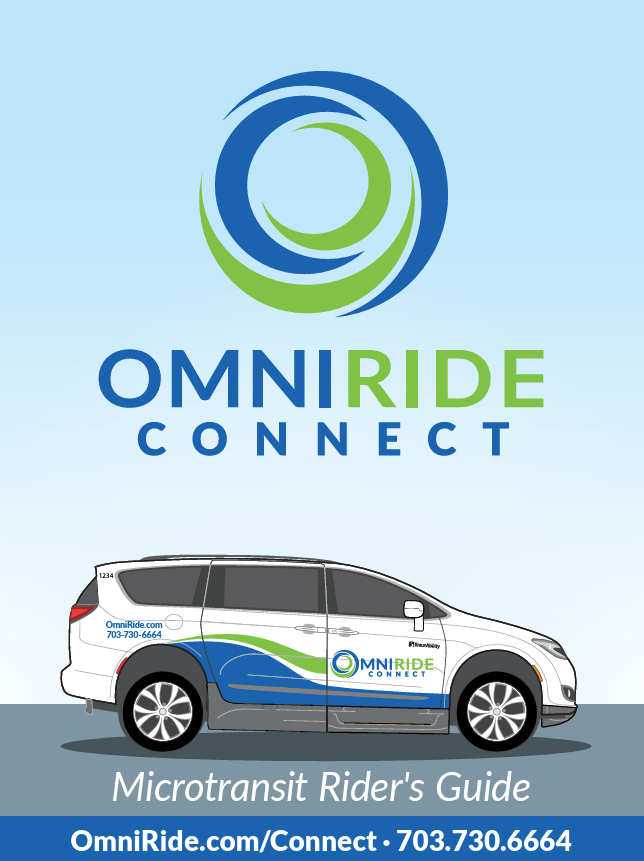 OMNIRIDE
CONNECT
1234
OmniRide.com
703-730-6664
BraunAbility
OMNIRIDE
CONNECT
Microtransit Rider's Guide
OmniRide.com/Connect · 703.730.6664